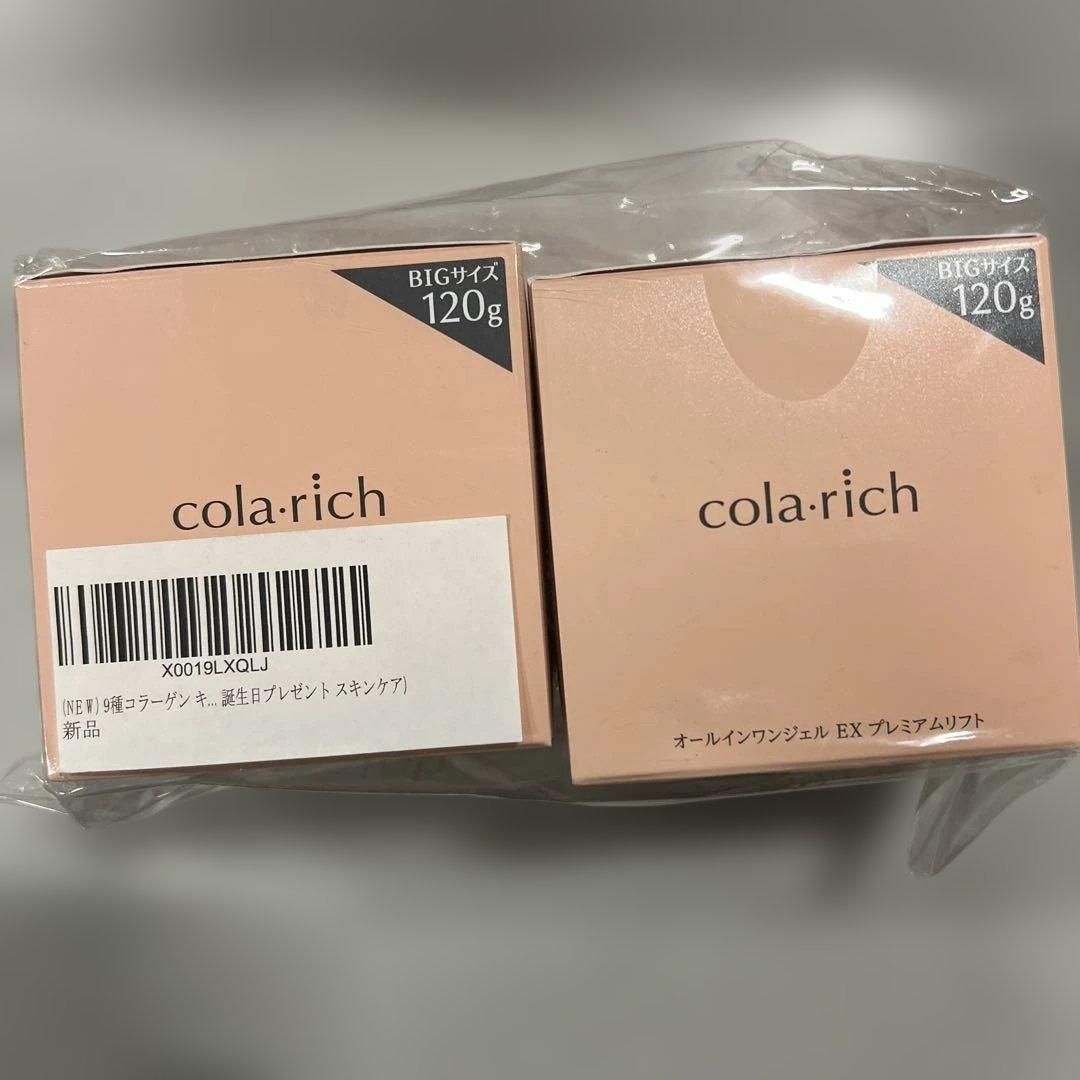 BIGサイズ
120g
cola·rich
X0019LXQLJ
(NEW) 9種コラーゲン キ... 誕生日プレゼント スキンケア)
新品
BIGサイズ
120g
cola·rich
オールインワンジェル EX プレミアムリフト